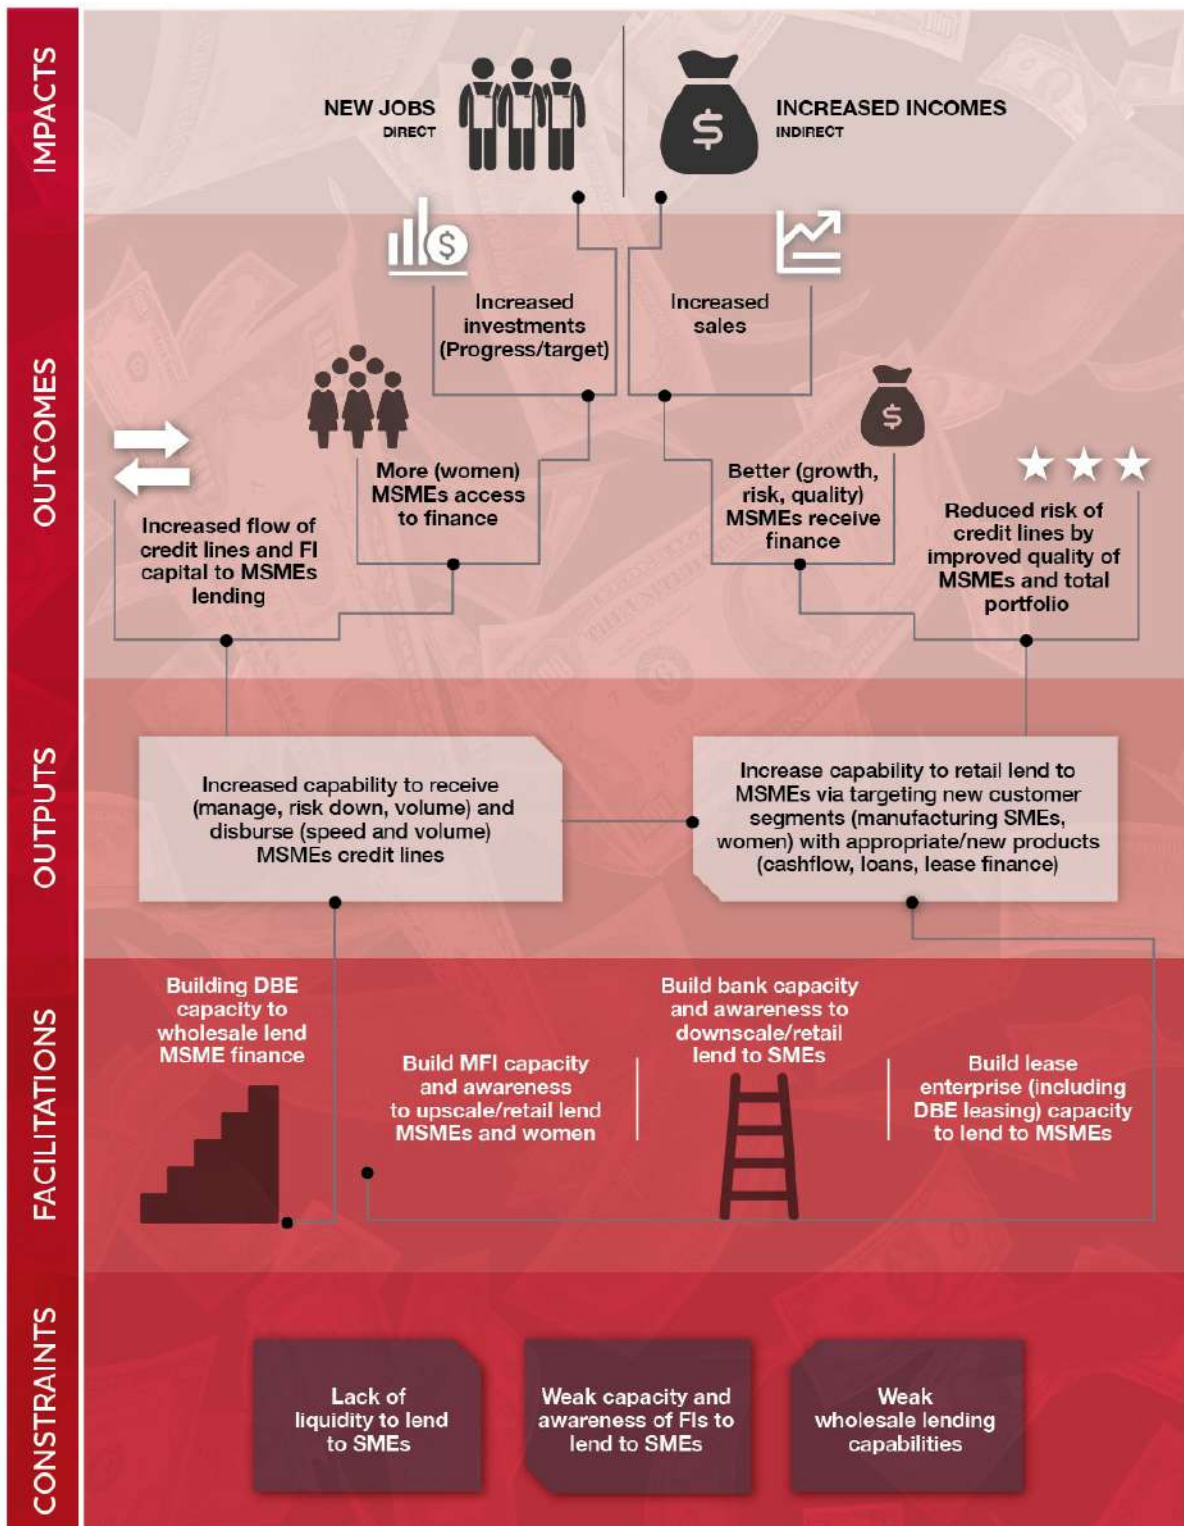 IMPACTS
NEW JOBS
DIRECT
INCREASED INCOMES
INDIRECT
OUTCOMES
Increased
investments
(Progress/target)
Increased
sales
More (women)
MSMEs access
to finance
Better (growth,
risk, quality)
MSMEs receive
finance
Increased flow of
credit lines and FI
capital to MSMEs
lending
Reduced risk of
credit lines by
improved quality of
MSMEs and total
portfolio
OUTPUTS
Increased capability to receive
(manage, risk down, volume) and
disburse (speed and volume)
MSMEs credit lines
Increase capability to retail lend to
MSMEs via targeting new customer
segments (manufacturing SMEs,
women) with appropriate/new products
(cashflow, loans, lease finance)
FACILITATIONS
Building DBE
capacity to
wholesale lend
MSME finance
Build MFI capacity
and awareness
to upscale/retail lend
MSMEs and women
Build bank capacity
and awareness to
downscale/retail
lend to SMEs
Build lease
enterprise (including
DBE leasing) capacity
to lend to MSMEs
CONSTRAINTS
Lack of
liquidity to lend
to SMEs
Weak capacity and
awareness of FIs to
lend to SMEs
Weak
wholesale lending
capabilities